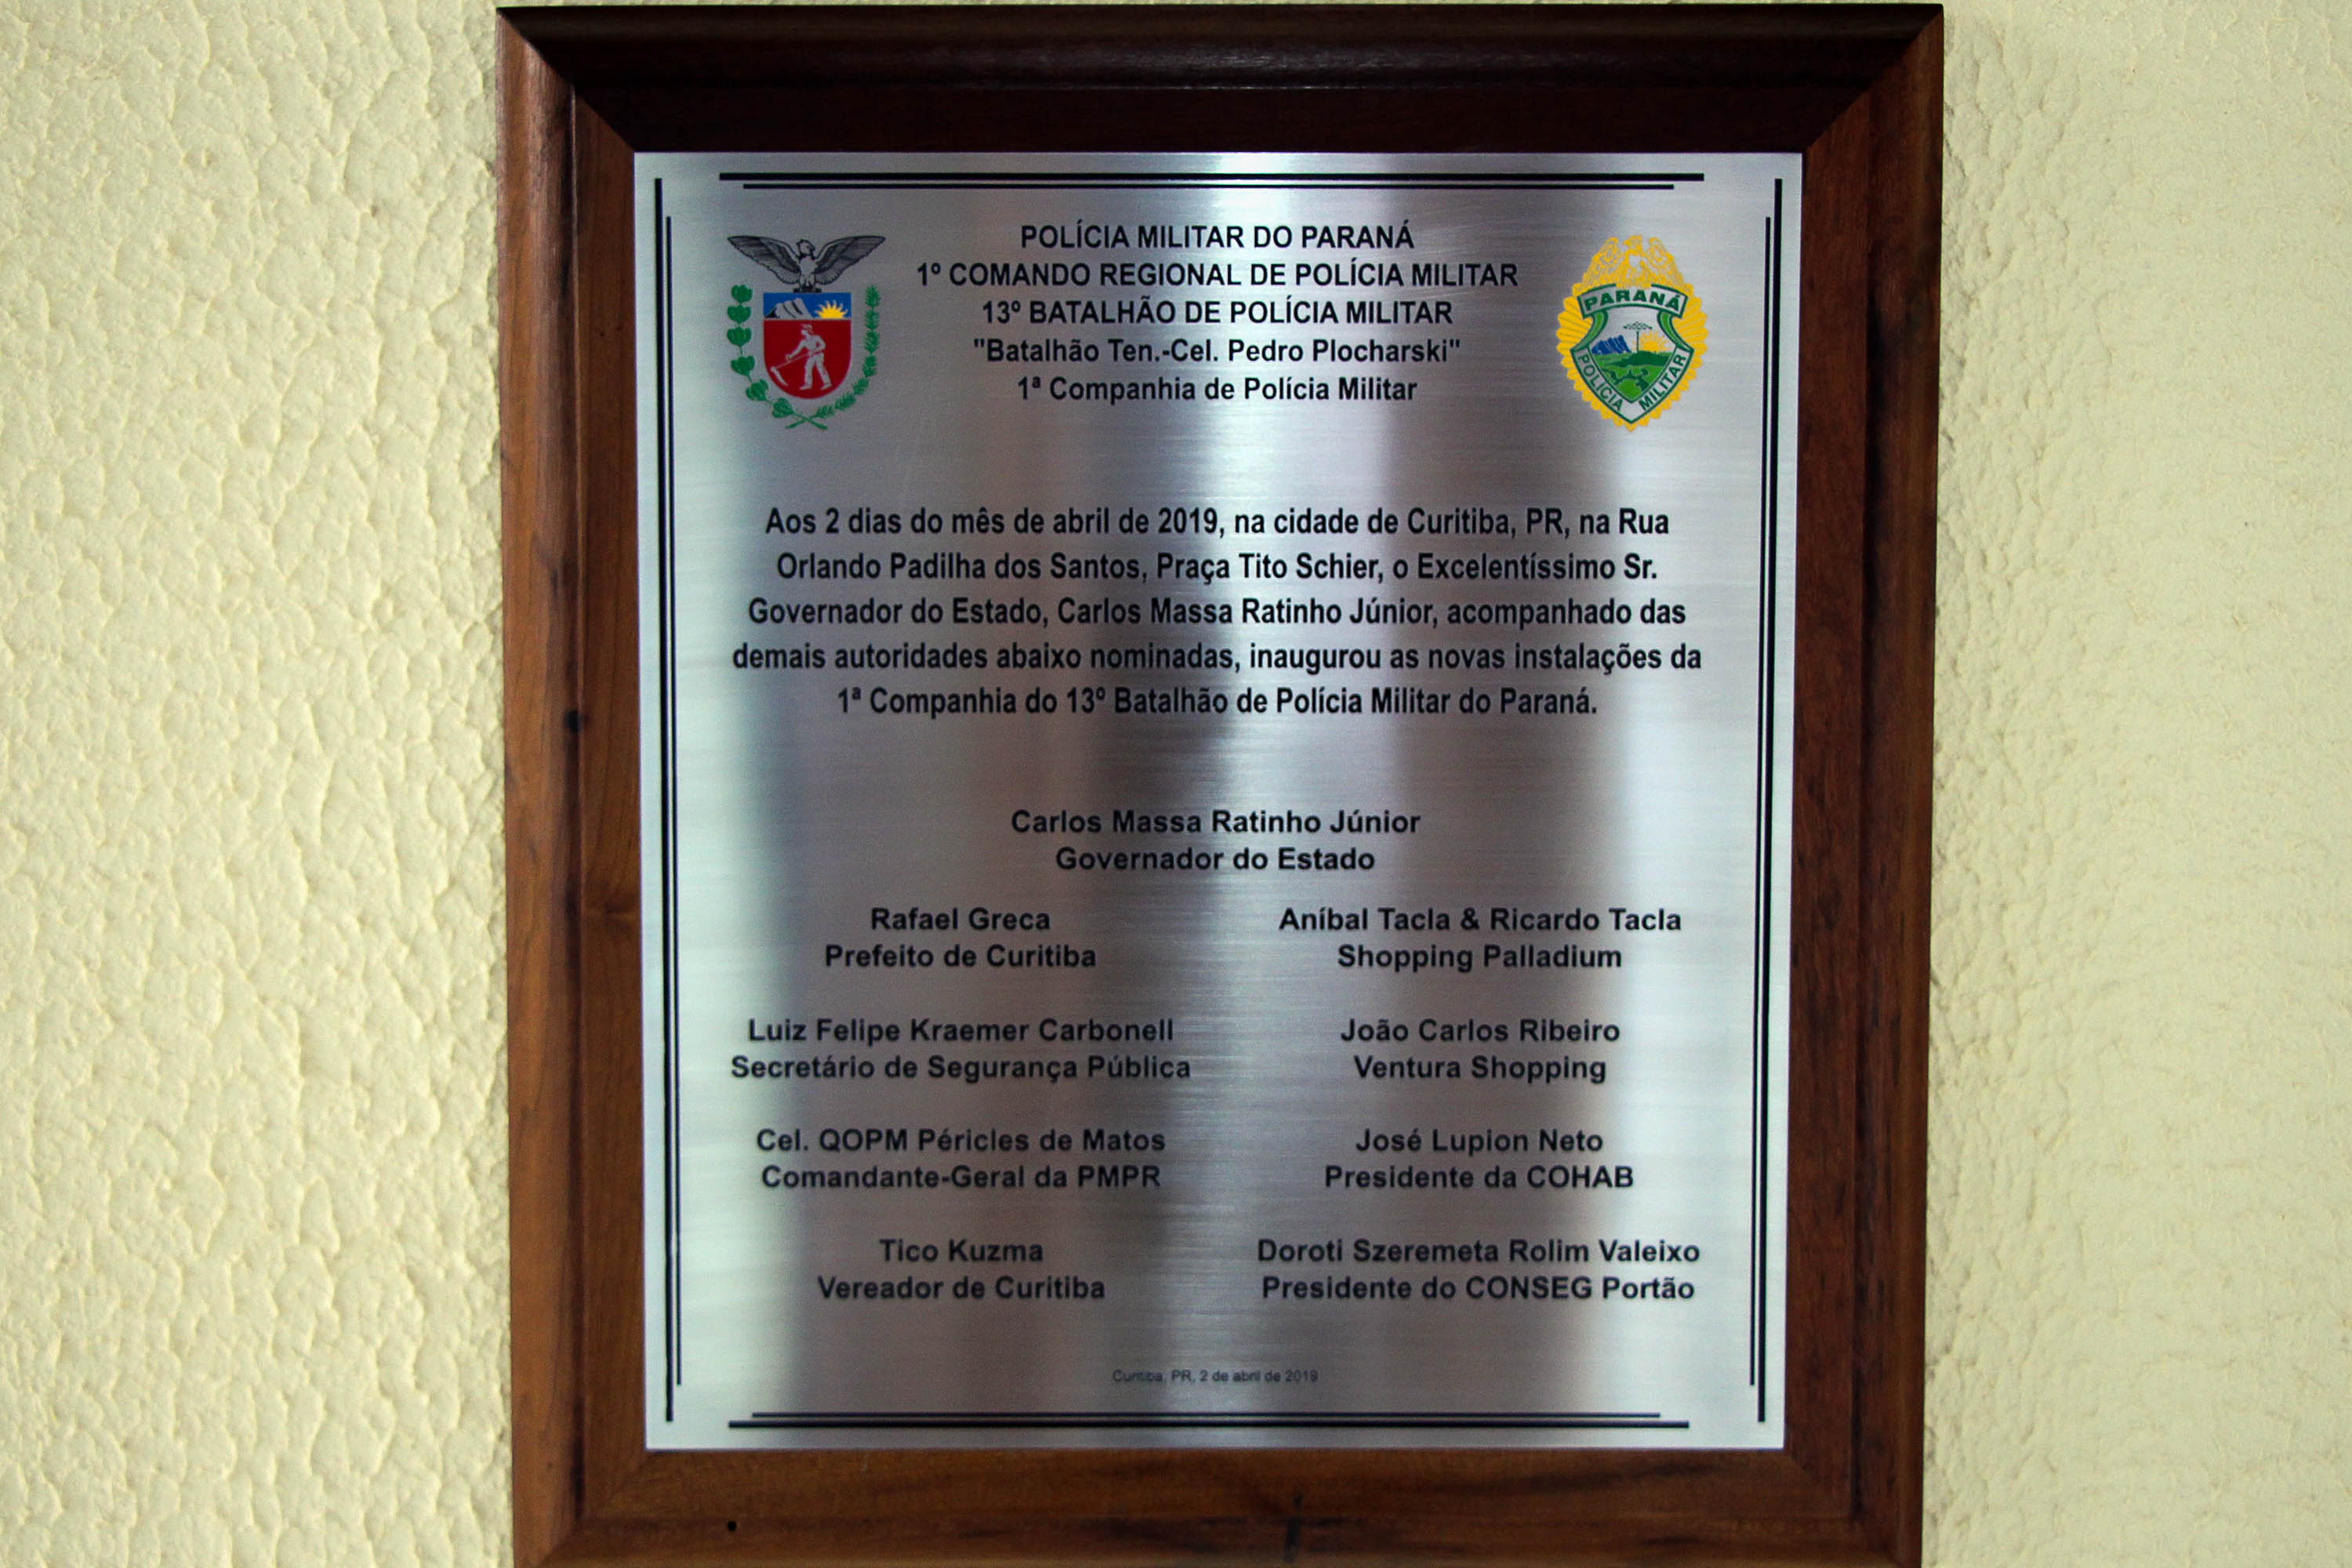 POLÍCIA MILITAR DO PARANÁ
1º COMANDO REGIONAL DE POLÍCIA MILITAR
13º BATALHÃO DE POLÍCIA MILITAR
"Batalhão Ten.-Cel. Pedro Plocharski"
1ª Companhia de Polícia Militar
PARANÁ
POLÍCIA MILITAR
Aos 2 dias do mês de abril de 2019, na cidade de Curitiba, PR, na Rua
Orlando Padilha dos Santos, Praça Tito Schier, o Excelentíssimo Sr.
Governador do Estado, Carlos Massa Ratinho Júnior, acompanhado das
demais autoridades abaixo nominadas, inaugurou as novas instalações da
1ª Companhia do 13º Batalhão de Polícia Militar do Paraná.
Carlos Massa Ratinho Júnior
Governador do Estado
Rafael Greca
Prefeito de Curitiba
Aníbal Tacla & Ricardo Tacla
Shopping Palladium
Luiz Felipe Kraemer Carbonell
Secretário de Segurança Pública
João Carlos Ribeiro
Ventura Shopping
Cel. QOPM Péricles de Matos
Comandante-Geral da PMPR
José Lupion Neto
Presidente da COHAB
Tico Kuzma
Vereador de Curitiba
Doroti Szeremeta Rolim Valeixo
Presidente do CONSEG Portão
Curitiba, PR, 2 de abril de 2019